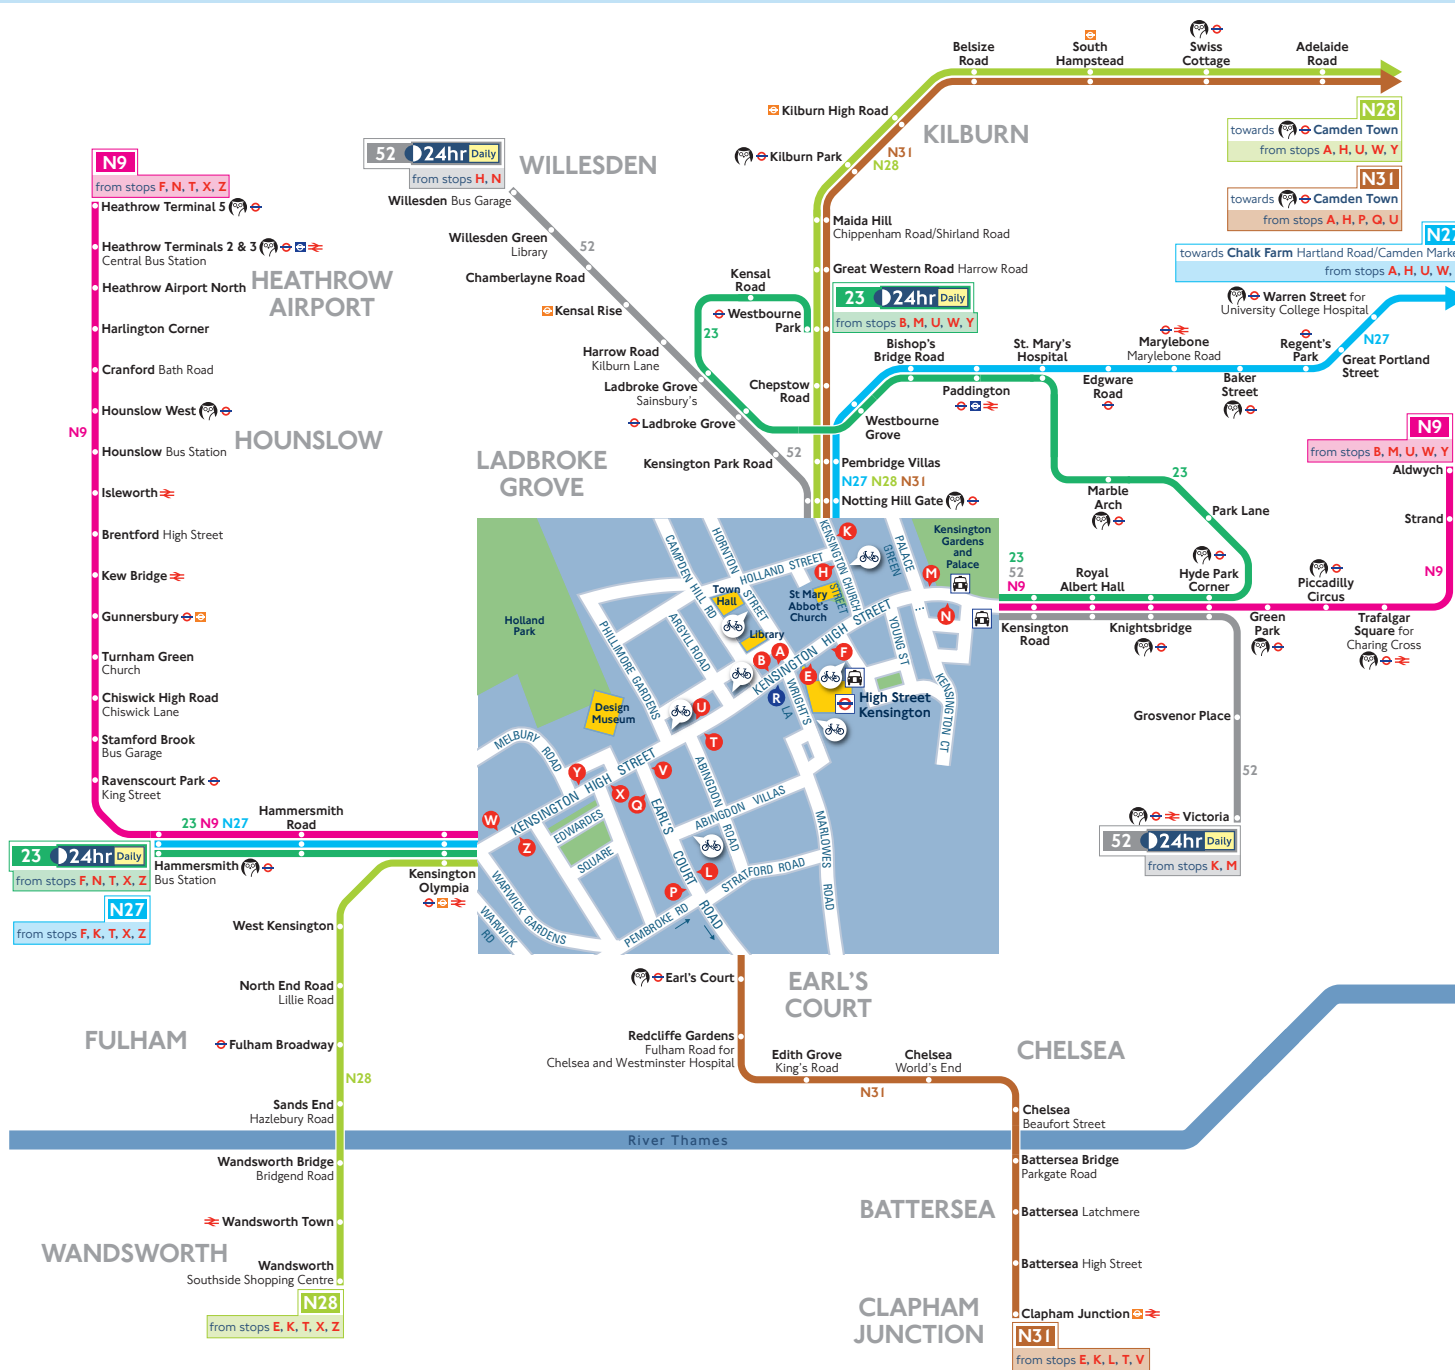 Belsize
Road
South
Hampstead
Swiss
Cottage
Adelaide
Road
Kilburn High Road
KILBURN
N31
N28
Kilburn Park
N28
towards Camden Town
from stops A, H, U, W, Y
N31
towards Camden Town
from stops A, H, P, Q, U
N27
towards Chalk Farm Hartland Road/Camden Marke
from stops A, H, U, W,
N9
from stops F, N, T, X, Z
Heathrow Terminal 5
Heathrow Terminals 2 & 3
Central Bus Station
HEATHROW
AIRPORT
Heathrow Airport North
Harlington Corner
Cranford Bath Road
Hounslow West
N9
HOUNSLOW
Hounslow Bus Station
Isleworth
Brentford High Street
Kew Bridge
Gunnersbury
Turnham Green
Church
Chiswick High Road
Chiswick Lane
Stamford Brook
Bus Garage
Ravenscourt Park
King Street
52 24hr Daily
from stops H, N
WILLESDEN
Willesden Bus Garage
Willesden Green
Library
52
Chamberlayne Road
Kensal Rise
Harrow Road
Kilburn Lane
Ladbroke Grove
Sainsbury's
Ladbroke Grove
Kensington Park Road
52
LADBROKE
GROVE
Maida Hill
Chippenham Road/Shirland Road
Great Western Road Harrow Road
Kensal
Road
Westbourne
Park
23
23 24hr Daily
from stops B, M, U, W, Y
Chepstow
Road
Bishop's
Bridge Road
St. Mary's
Hospital
Paddington
Westbourne
Grove
Pembridge Villas
N27 N28 N31
Notting Hill Gate
Edgware
Road
Marylebone
Marylebone Road
Baker
Street
Regent's
Park
Great Portland
Street
N27
Warren Street for
University College Hospital
Marble
Arch
23
Park Lane
Hyde Park
Corner
N9
from stops B, M, U, W, Y
Aldwych
Strand
N9
Piccadilly
Circus
Trafalgar
Square for
Charing Cross
Green
Park
23
52
N9
Royal
Albert Hall
Kensington
Road
Knightsbridge
Grosvenor Place
52
Victoria
52 24hr Daily
from stops K, M
Holland
Park
CAMPDEN HILL RD
HORNTON
STREET
HOLLAND STREET
KENSINGTON CHURCH
STREET
PALACE
GREEN
Kensington
Gardens
and
Palace
K
H
M
N
Town
Hall
St Mary
Abbot's
Church
Library
PHILLIMORE GARDENS
ARGYLL ROAD
KENSINGTON HIGH STREET
YOUNG ST
KENSINGTON CT
B
A
F
E
R
WRIGHT'S
LA
High Street
Kensington
Design
Museum
U
T
MELBURY
ROAD
Y
V
X
Q
W
Z
KENSINGTON HIGH STREET
EDWARDES
SQUARE
EARL'S
COURT
ROAD
ABINGDON
ROAD
ABINGDON VILLAS
MARLOWES
ROAD
STRATFORD ROAD
L
P
PEMBROKE RD
WARWICK GARDENS
WARWICK
RD
23 N9 N27
Hammersmith
Road
23 24hr Daily
from stops F, N, T, X, Z
Hammersmith
Bus Station
N27
from stops F, K, T, X, Z
Kensington
Olympia
West Kensington
North End Road
Lillie Road
FULHAM
Fulham Broadway
N28
Sands End
Hazlebury Road
River Thames
Wandsworth Bridge
Bridgend Road
Wandsworth Town
WANDSWORTH
Wandsworth
Southside Shopping Centre
N28
from stops E, K, T, X, Z
Earl's Court
EARL'S
COURT
Redcliffe Gardens
Fulham Road for
Chelsea and Westminster Hospital
Edith Grove
King's Road
Chelsea
World's End
N31
CHELSEA
Chelsea
Beaufort Street
Battersea Bridge
Parkgate Road
BATTERSEA
Battersea Latchmere
Battersea High Street
CLAPHAM
JUNCTION
Clapham Junction
N31
from stops E, K, L, T, V